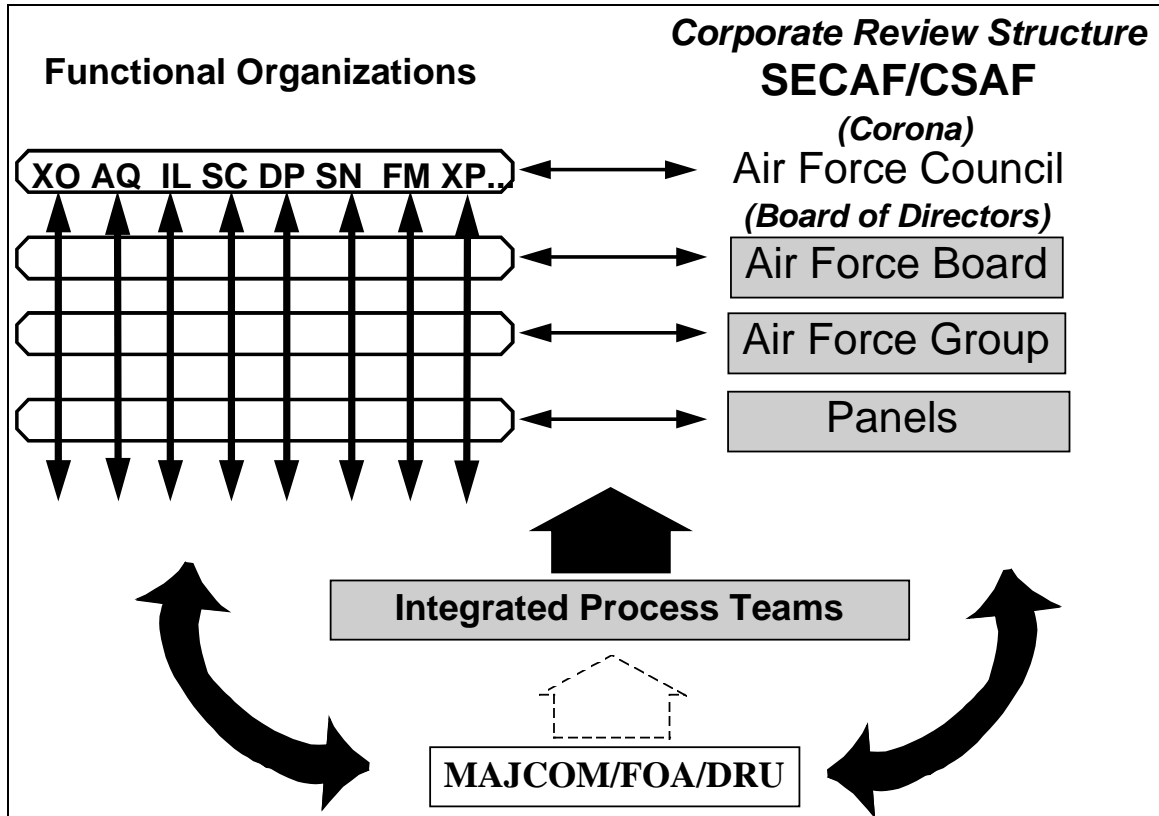 Functional Organizations
XO AQ IL SC DP SN FM XP...
Corporate Review Structure
SECAF/CSAF
(Corona)
Air Force Council
(Board of Directors)
Air Force Board
Air Force Group
Panels
Integrated Process Teams
MAJCOM/FOA/DRU